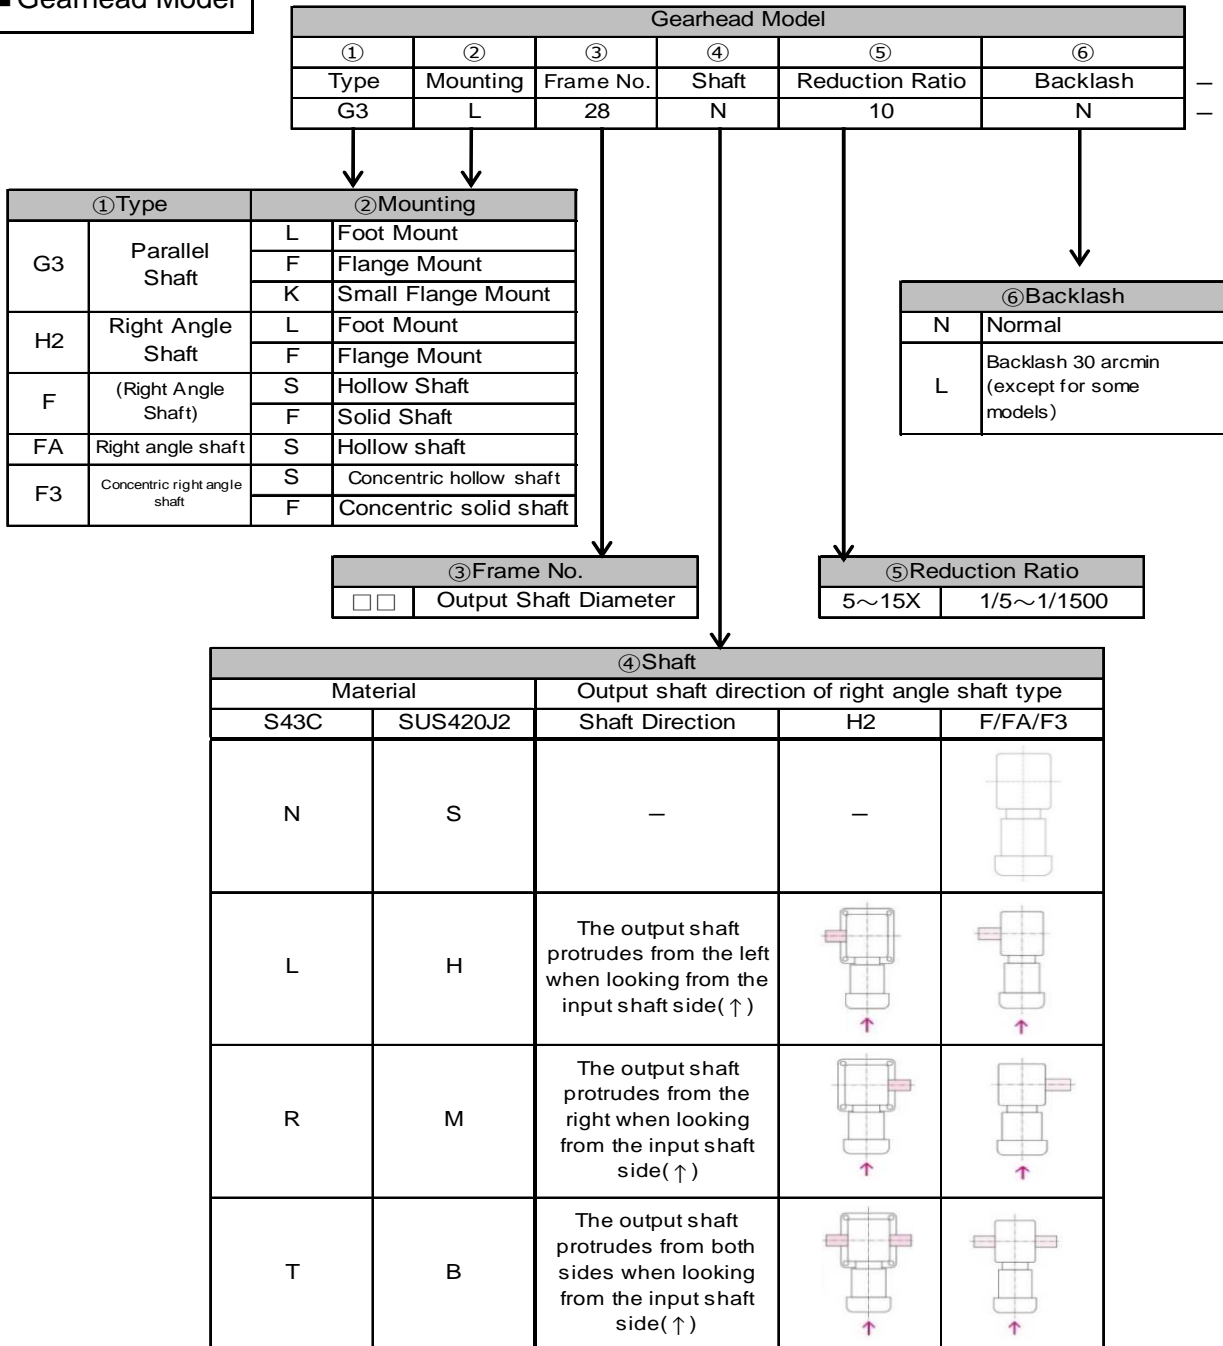 ■Gearhead Model
Gearhead Model
① ② ③ ④ ⑤ ⑥
Type Mounting Frame No. Shaft Reduction Ratio Backlash –
G3 L 28 N 10 N –
①Type ②Mounting
G3 Parallel Shaft L Foot Mount
F Flange Mount
K Small Flange Mount
H2 Right Angle Shaft L Foot Mount
F Flange Mount
F (Right Angle Shaft) S Hollow Shaft
F Solid Shaft
FA Right angle shaft S Hollow shaft
F3 Concentric right angle shaft S Concentric hollow shaft
F Concentric solid shaft
⑥Backlash
N Normal
L Backlash 30 arcmin
(except for some
models)
③Frame No.
□□ Output Shaft Diameter
⑤Reduction Ratio
5～15X 1/5～1/1500
④Shaft
Material Output shaft direction of right angle shaft type
S43C SUS420J2 Shaft Direction H2 F/FA/F3
N S – –
L H The output shaft
protrudes from the left
when looking from the
input shaft side(↑)
R M The output shaft
protrudes from the
right when looking
from the input shaft
side(↑)
T B The output shaft
protrudes from both
sides when looking
from the input shaft
side(↑)